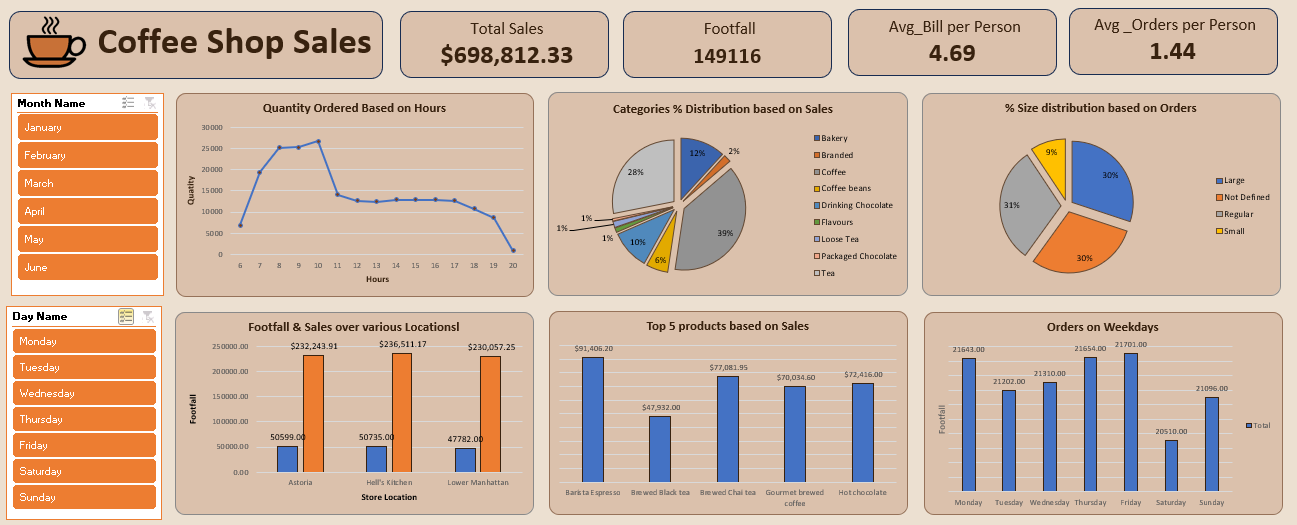 Coffee Shop Sales
Total Sales
$698,812.33
Footfall
149116
Avg_Bill per Person
4.69
Avg _Orders per Person
1.44
Month Name
January
February
March
April
May
June
Quantity Ordered Based on Hours
30000
25000
20000
15000
10000
5000
0
Quatity
6 7 8 9 10 11 12 13 14 15 16 17 18 19 20
Hours
Categories % Distribution based on Sales
12%
2%
39%
6%
10%
1%
1%
1%
28%
Bakery
Branded
Coffee
Coffee beans
Drinking Chocolate
Flavours
Loose Tea
Packaged Chocolate
Tea
% Size distribution based on Orders
30%
30%
31%
9%
Large
Not Defined
Regular
Small
Day Name
Monday
Tuesday
Wednesday
Thursday
Friday
Saturday
Sunday
Footfall & Sales over various Locationsl
250000.00
200000.00
150000.00
100000.00
50000.00
0.00
Footfall
$232,243.91
$236,511.17
$230,057.25
50599.00
50735.00
47782.00
Astoria
Hell's Kitchen
Lower Manhattan
Store Location
Top 5 products based on Sales
$91,406.20
$47,932.00
$77,081.95
$70,034.60
$72,416.00
Barista Espresso
Brewed Black tea
Brewed Chai tea
Gourmet brewed
coffee
Hot chocolate
Orders on Weekdays
Footfall
21643.00
21202.00
21310.00
21654.00
21701.00
20510.00
21096.00
Monday Tuesday Wednesday Thursday Friday Saturday Sunday
Total